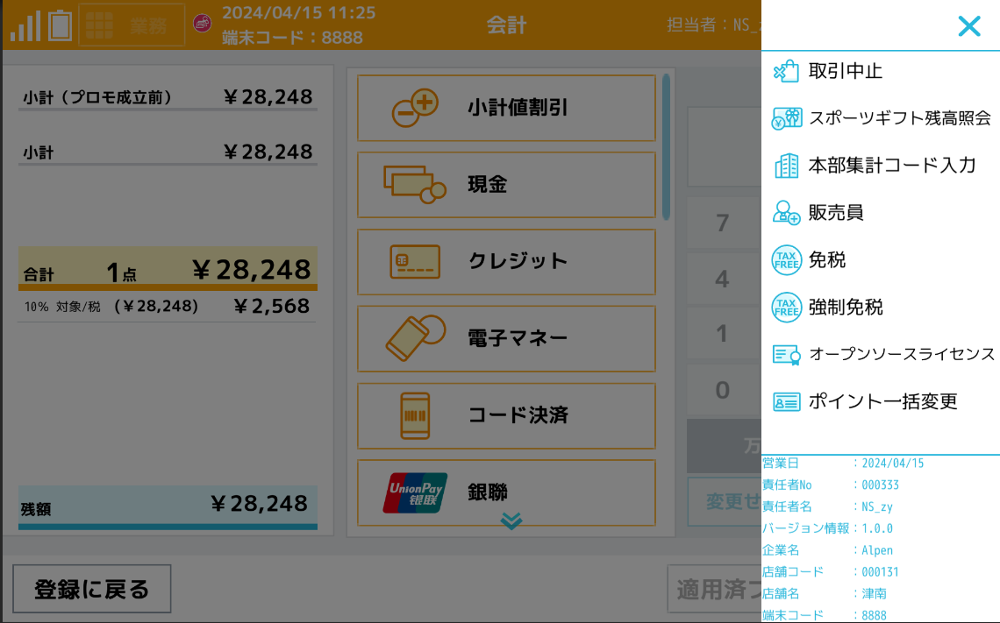 業務
2024/04/15 11:25
端末コード：8888
会計
担当者：NS_z
小計（プロモ成立前） ￥28,248
小計 ￥28,248
合計 1点 ￥28,248
10% 対象/税 (￥28,248) ￥2,568
残額 ￥28,248
登録に戻る
小計値割引
現金
クレジット
電子マネー
コード決済
UnionPay
银联
銀聯
7
4
1
0
万
変更せ
適用済プ
取引中止
スポーツギフト残高照会
本部集計コード入力
販売員
TAX
FREE
免税
TAX
FREE
強制免税
オープンソースライセンス
ポイント一括変更
営業日 ：2024/04/15
責任者No ：000333
責任者名 ：NS_zy
バージョン情報：1.0.0
企業名 ：Alpen
店舗コード ：000131
店舗名 ：津南
端末コード ：8888